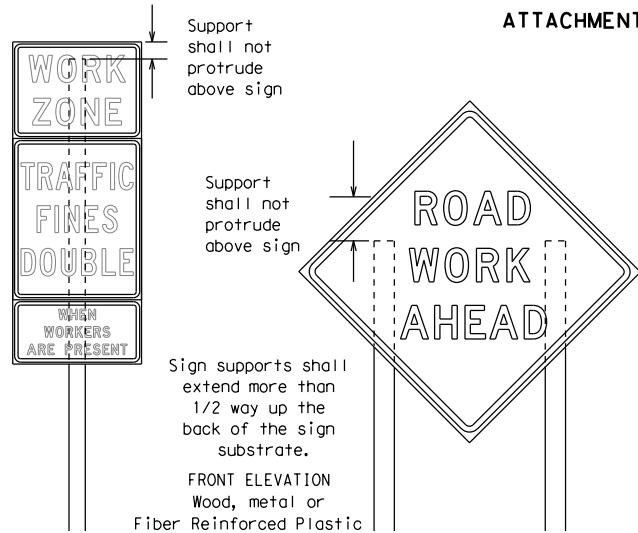 ATTACHMENT
Support
shall not
protrude
above sign
WORK
ZONE
TRAFFIC
FINES
DOUBLE
WHEN
WORKERS
ARE PRESENT
Support
shall not
protrude
above sign
ROAD
WORK
AHEAD
Sign supports shall
extend more than
1/2 way up the
back of the sign
substrate.
FRONT ELEVATION
Wood, metal or
Fiber Reinforced Plastic